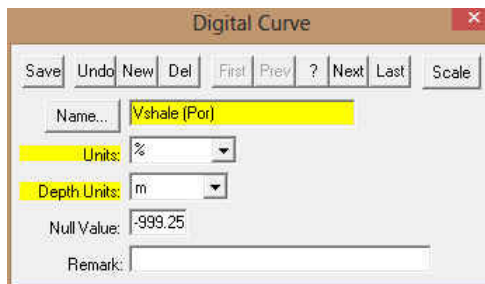 Digital Curve
Save Undo New Del First Prev ? Next Last Scale
Name... Vshale (Por)
Units: %
Depth Units: m
Null Value: -999.25
Remark: